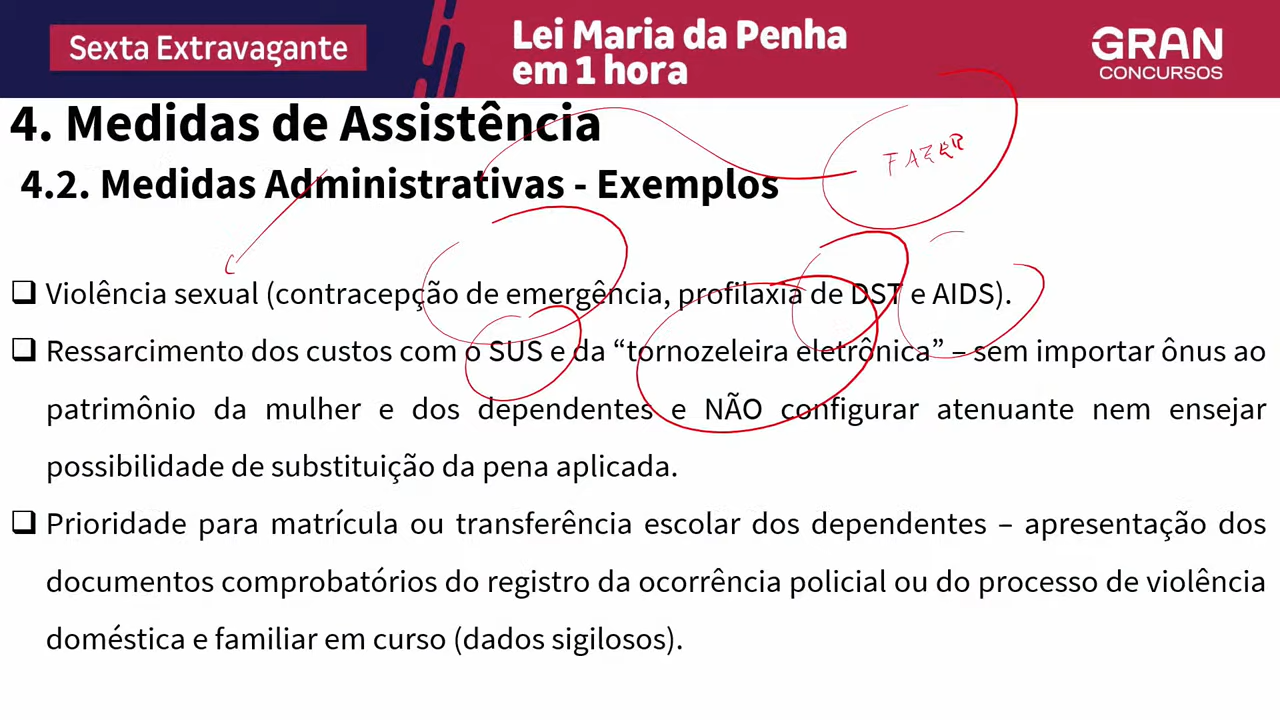 Sexta Extravagante
Lei Maria da Penha
em 1 hora
GRAN
CONCURSOS
4. Medidas de Assistência
FAZER
4.2. Medidas Administrativas - Exemplos
❑ Violência sexual (contracepção de emergência, profilaxia de DST e AIDS).
❑ Ressarcimento dos custos com o SUS e da “tornozeleira eletrônica” – sem importar ônus ao
patrimônio da mulher e dos dependentes e NÃO configurar atenuante nem ensejar
possibilidade de substituição da pena aplicada.
❑ Prioridade para matrícula ou transferência escolar dos dependentes – apresentação dos
documentos comprobatórios do registro da ocorrência policial ou do processo de violência
doméstica e familiar em curso (dados sigilosos).